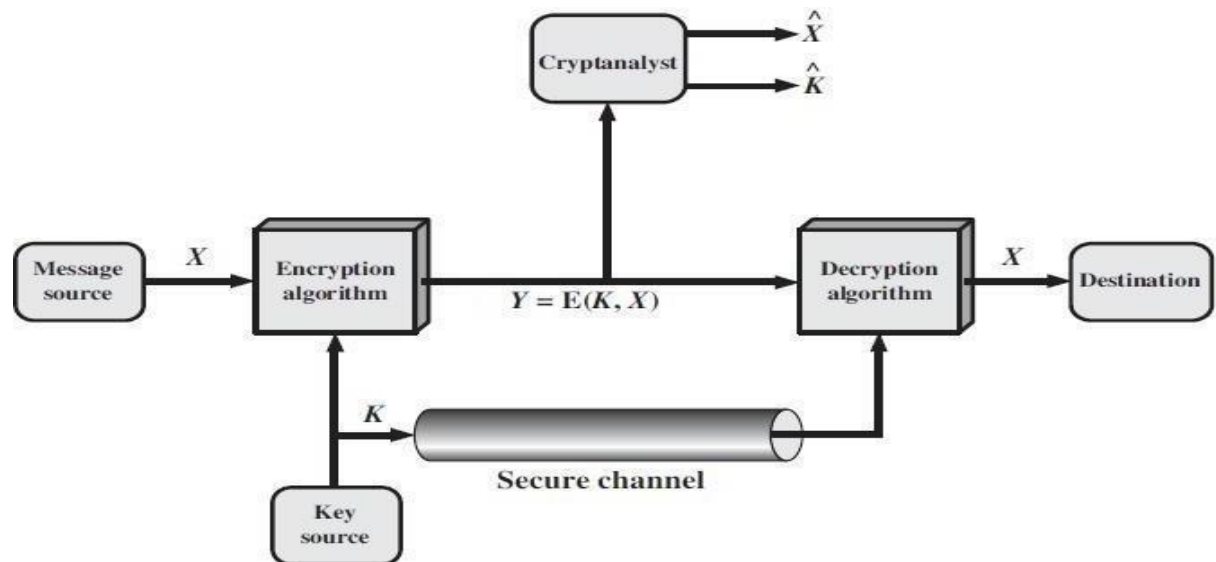 X̂
Cryptanalyst
K̂
Message
source
X
Encryption
algorithm
Y = E(K, X)
Decryption
algorithm
X
Destination
K
Secure channel
Key
source